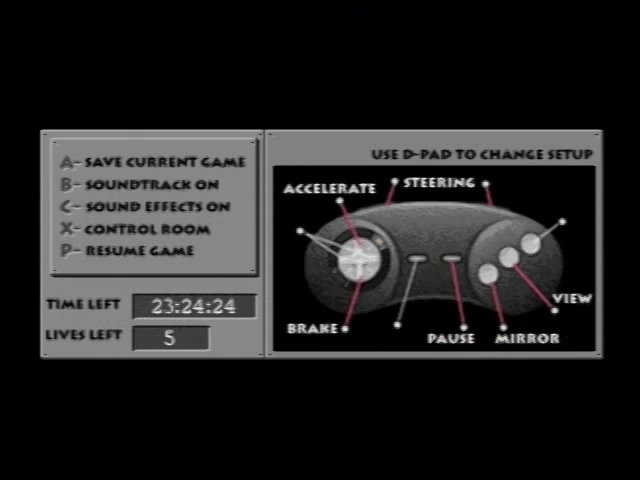 A- SAVE CURRENT GAME
B- SOUNDTRACK ON
C- SOUND EFFECTS ON
X- CONTROL ROOM
P- RESUME GAME
TIME LEFT 23:24:24
LIVES LEFT 5
USE D-PAD TO CHANGE SETUP
ACCELERATE STEERING
VIEW
BRAKE PAUSE MIRROR